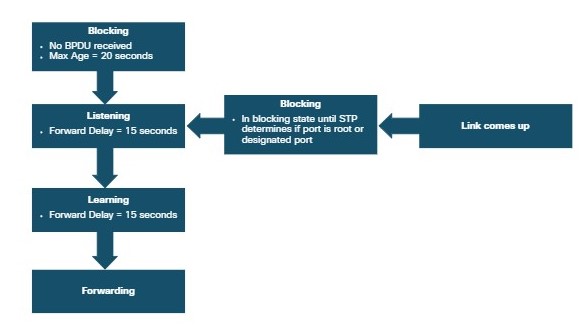 Blocking
• No BPDU received
• Max Age = 20 seconds
Listening
• Forward Delay = 15 seconds
Blocking
• In blocking state until STP
determines if port is root or
designated port
Link comes up
Learning
• Forward Delay = 15 seconds
Forwarding